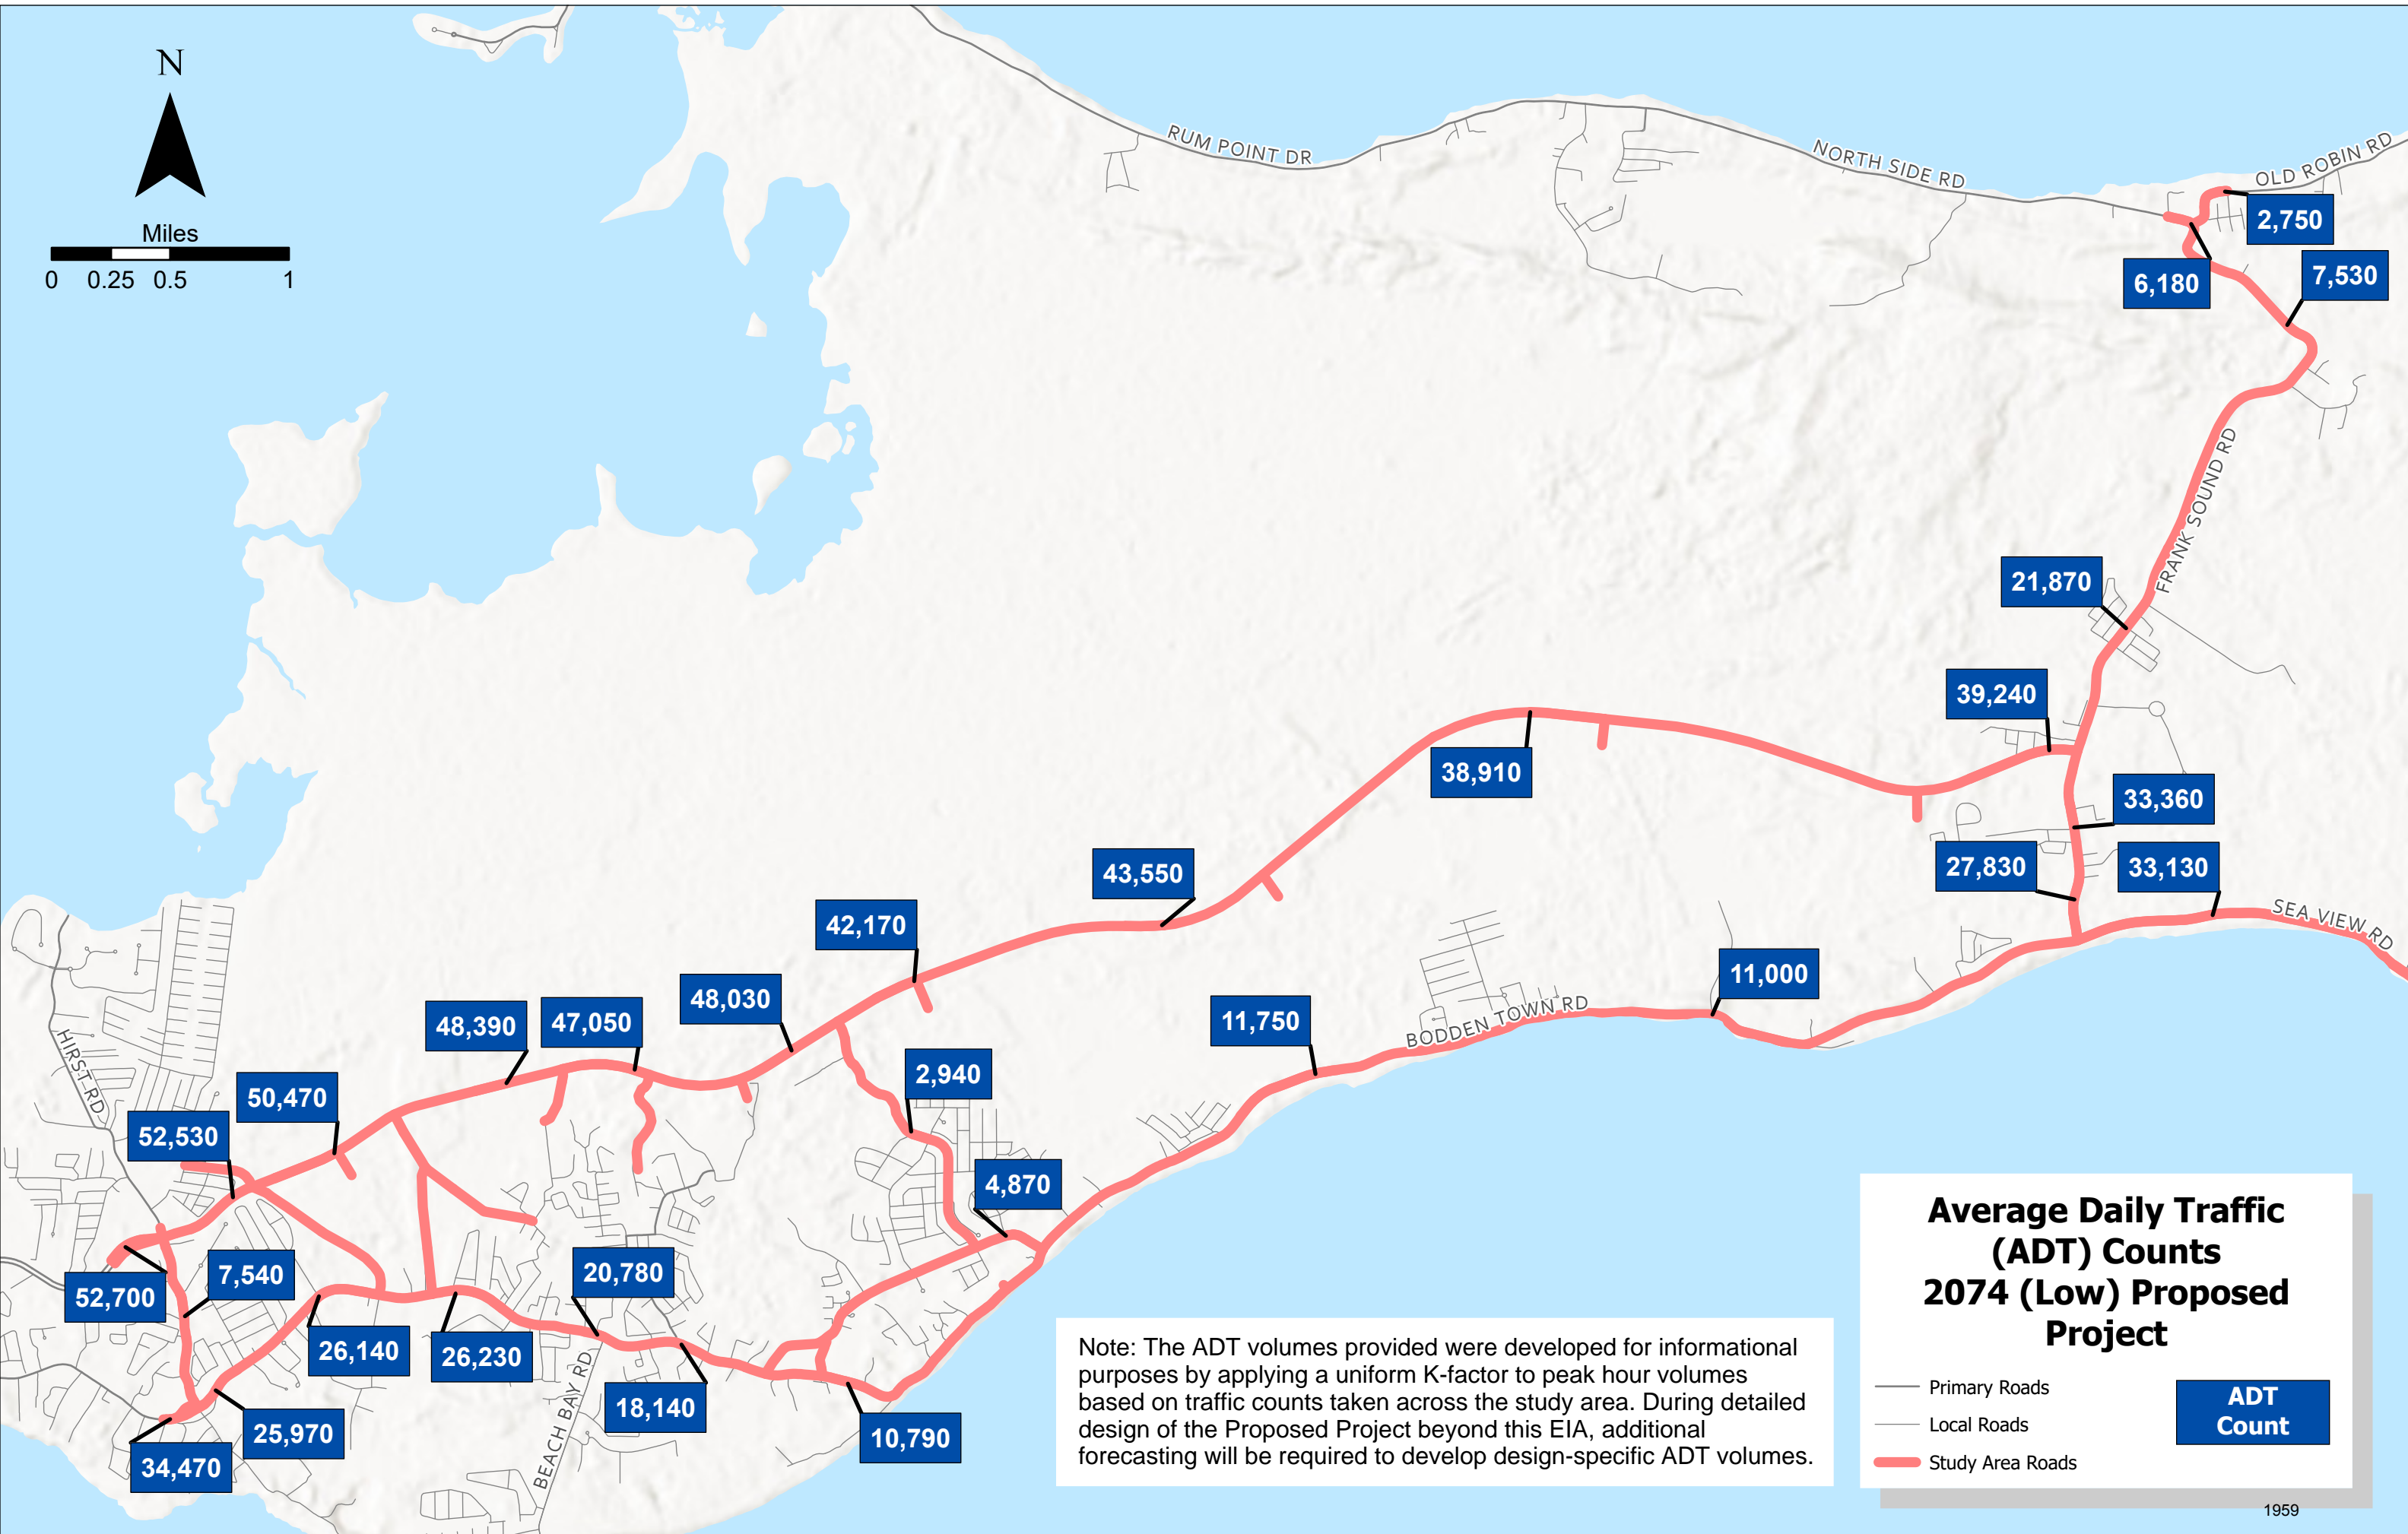 N
Miles
0 0.25 0.5 1
RUM POINT DR
NORTH SIDE RD
OLD ROBIN RD
2,750
6,180
7,530
FRANK SOUND RD
21,870
39,240
38,910
33,360
27,830
33,130
SEA VIEW RD
43,550
42,170
48,030
11,000
11,750
BODDEN TOWN RD
48,390
47,050
HIRST RD
50,470
2,940
52,530
4,870
52,700
7,540
20,780
26,140
26,230
BEACH BAY RD
18,140
25,970
10,790
34,470
Note: The ADT volumes provided were developed for informational
purposes by applying a uniform K-factor to peak hour volumes
based on traffic counts taken across the study area. During detailed
design of the Proposed Project beyond this EIA, additional
forecasting will be required to develop design-specific ADT volumes.
Average Daily Traffic
(ADT) Counts
2074 (Low) Proposed
Project
Primary Roads
Local Roads
Study Area Roads
ADT
Count
1959